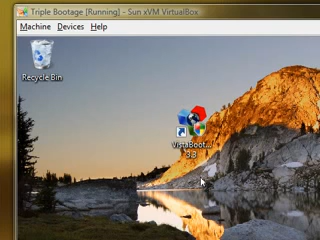 Triple Bootage [Running] - Sun xVM VirtualBox
Machine Devices Help
Recycle Bin
VistaBoot...
3.3